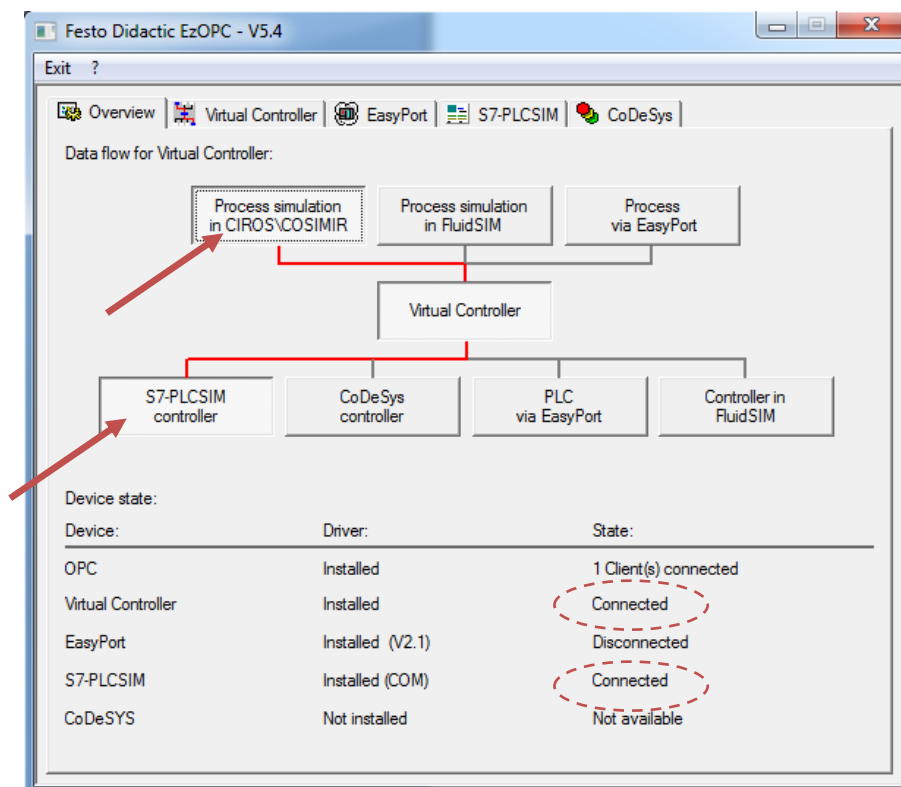 Festo Didactic EzOPC - V5.4
Exit ?
Overview Virtual Controller EasyPort S7-PLCSIM CoDeSys
Data flow for Virtual Controller:
Process simulation
in CIROS\COSIMIR
Process simulation
in FluidSIM
Process
via EasyPort
Virtual Controller
S7-PLCSIM
controller
CoDeSys
controller
PLC
via EasyPort
Controller in
FluidSIM
Device state:
Device: Driver: State:
OPC Installed 1 Client(s) connected
Virtual Controller Installed Connected
EasyPort Installed (V2.1) Disconnected
S7-PLCSIM Installed (COM) Connected
CoDeSYS Not installed Not available